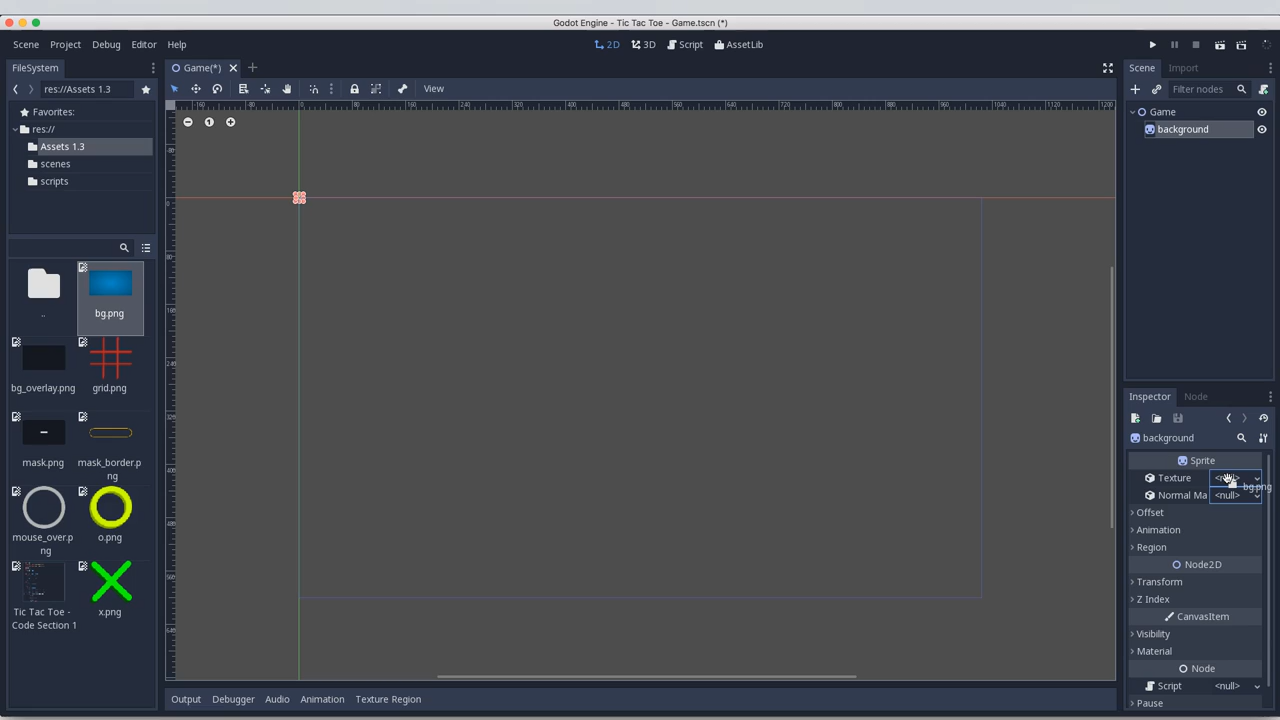 Godot Engine - Tic Tac Toe - Game.tscn (*)
Scene Project Debug Editor Help
2D 3D Script AssetLib
FileSystem
res://Assets 1.3
Favorites:
res://
Assets 1.3
scenes
scripts
..
bg.png
bg_overlay.png
grid.png
mask.png
mask_border.p
ng
mouse_over.p
ng
o.png
Tic Tac Toe -
Code Section 1
x.png
Game(*)
View
Output Debugger Audio Animation Texture Region
Scene Import
Filter nodes
Game
background
Inspector Node
background
Sprite
Texture
bg.png
Normal Ma <null>
Offset
Animation
Region
Node2D
Transform
Z Index
CanvasItem
Visibility
Material
Node
Script <null>
Pause